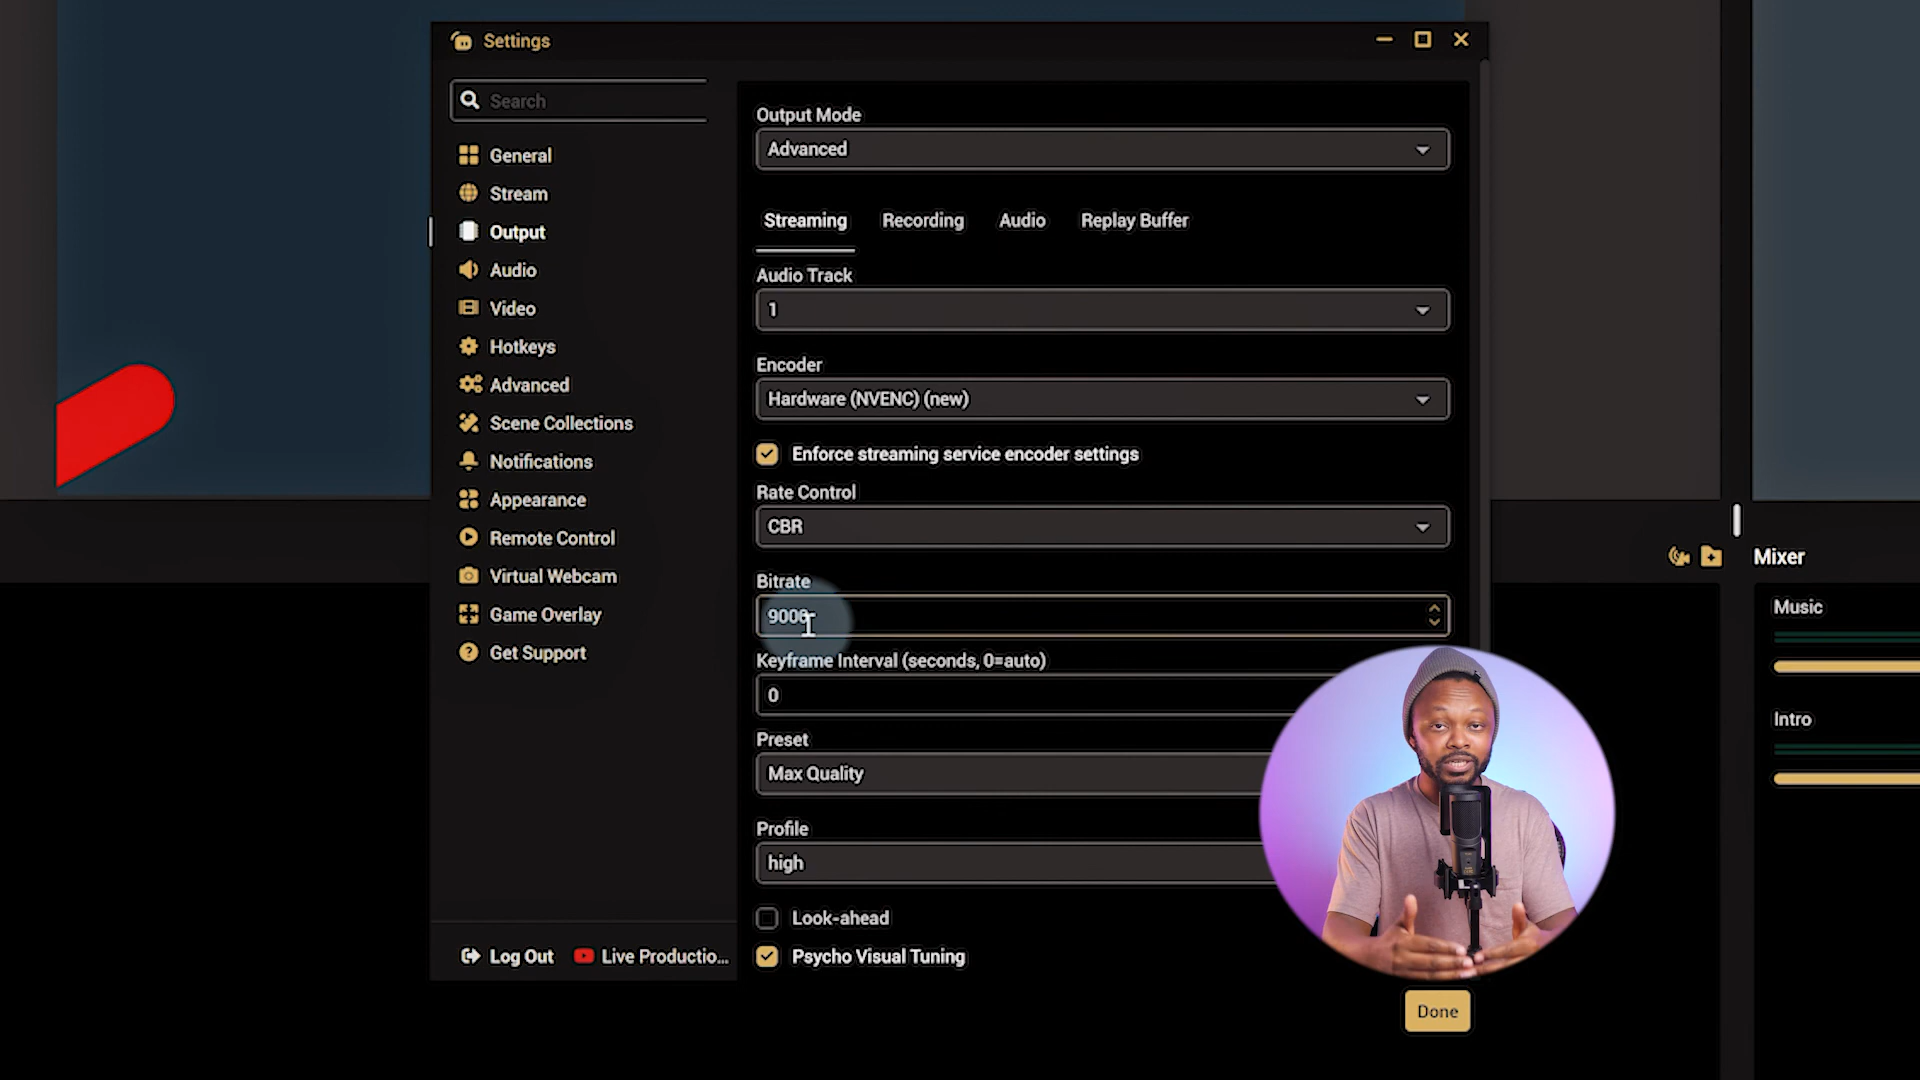 Settings
Search
General
Stream
Output
Audio
Video
Hotkeys
Advanced
Scene Collections
Notifications
Appearance
Remote Control
Virtual Webcam
Game Overlay
Get Support
Log Out
Live Productio...
Output Mode
Advanced
Streaming Recording Audio Replay Buffer
Audio Track
1
Encoder
Hardware (NVENC) (new)
Enforce streaming service encoder settings
Rate Control
CBR
Bitrate
9000
Keyframe Interval (seconds, 0=auto)
0
Preset
Max Quality
Profile
high
Look-ahead
Psycho Visual Tuning
Done
Mixer
Music
Intro